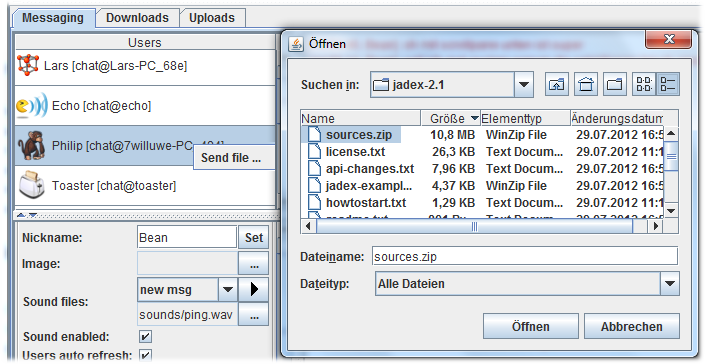 Messaging
Downloads
Uploads
Users
Lars [chat@Lars-PC_68e]
Echo [chat@echo]
Philip [chat@7willuwe-PC_
Send file ...
Toaster [chat@toaster]
Nickname:
Bean
Set
Image:
...
Sound files:
new msg
sounds/ping.wav
...
Sound enabled:
Users auto refresh:
Öffnen
Suchen in:
jadex-2.1
Name Größe Elementtyp Änderungsdatum
sources.zip 10,8 MB WinZip File 29.07.2012 16:5
license.txt 26,3 KB Text Docum... 29.07.2012 11:1
api-changes.txt 7,96 KB Text Docum... 29.07.2012 16:5
jadex-exampl... 4,37 KB WinZip File 29.07.2012 16:5
howtostart.txt 1,29 KB Text Docum... 29.07.2012 11:1
Dateiname:
sources.zip
Dateityp:
Alle Dateien
Öffnen
Abbrechen